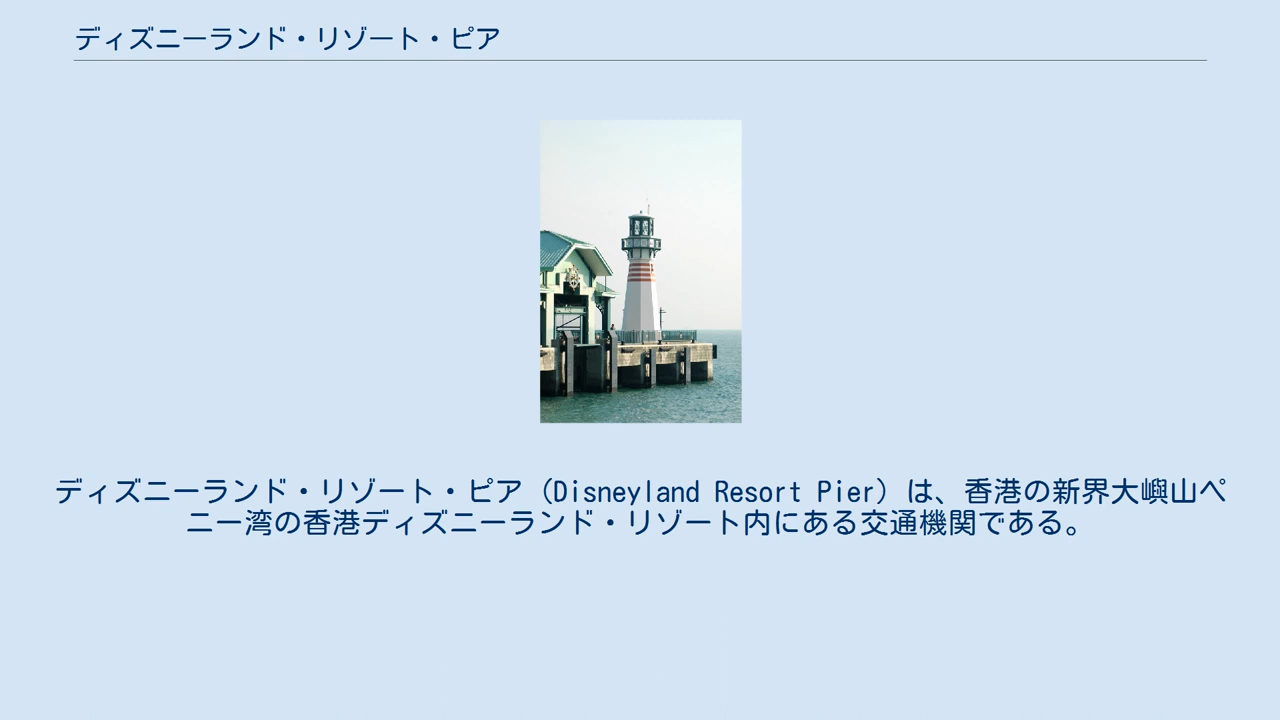 ディズニーランド・リゾート・ピア
ディズニーランド・リゾート・ピア（Disneyland Resort Pier）は、香港の新界大嶼山ペ
ニー湾の香港ディズニーランド・リゾート内にある交通機関である。